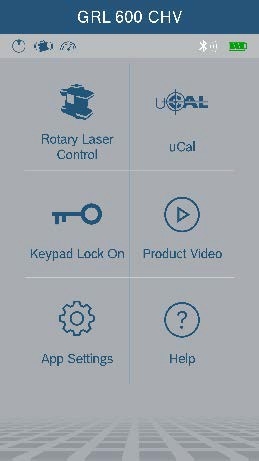 GRL 600 CHV
uCAL
Rotary Laser
Control
uCal
Keypad Lock On
Product Video
App Settings
Help